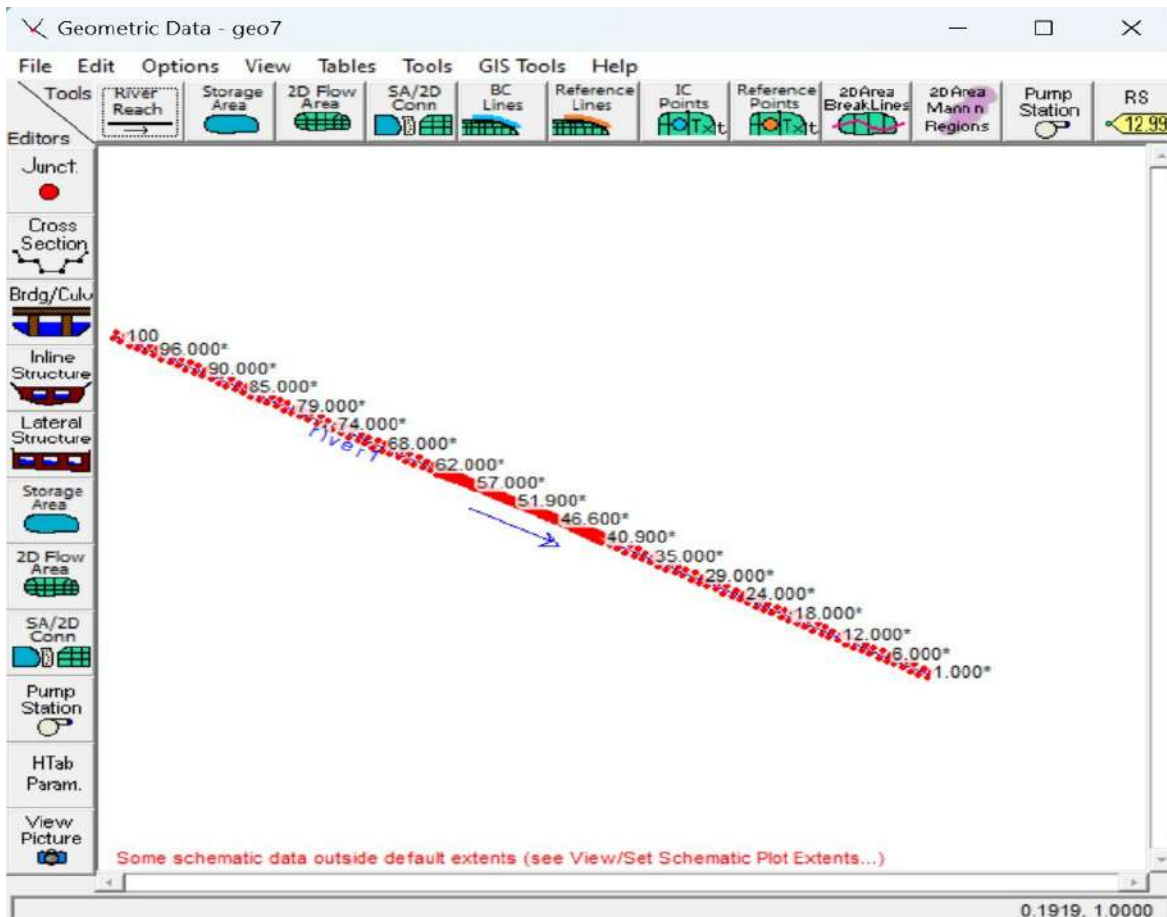 Geometric Data - geo7
File Edit Options View Tables Tools GIS Tools Help
Tools
Editors
River
Reach
Storage
Area
2D Flow
Area
SA/2D
Conn
BC
Lines
Reference
Lines
IC
Points
Reference
Points
2D Area
BreakLines
2D Area
Mann n
Regions
Pump
Station
RS
12.99
Junct.
Cross
Section
Brdg/Culv
Inline
Structure
Lateral
Structure
Storage
Area
2D Flow
Area
SA/2D
Conn
Pump
Station
HTab
Param.
View
Picture
100
96.000*
90.000*
85.000*
79.000*
74.000*
river1
68.000*
62.000*
57.000*
51.900*
46.600*
40.900*
35.000*
29.000*
24.000*
18.000*
12.000*
6.000*
1.000*
Some schematic data outside default extents (see View/Set Schematic Plot Extents...)
0.1919, 1.0000